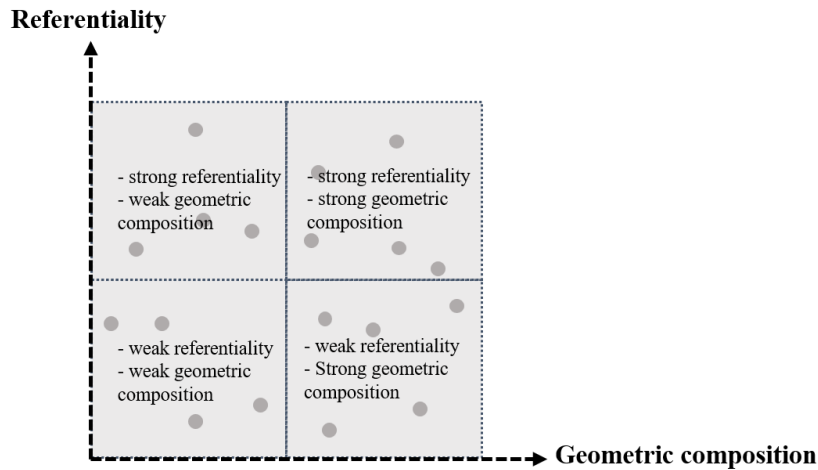 Referentiality
- strong referentiality
- weak geometric
composition
- strong referentiality
- strong geometric
composition
- weak referentiality
- weak geometric
composition
- weak referentiality
- Strong geometric
composition
Geometric composition